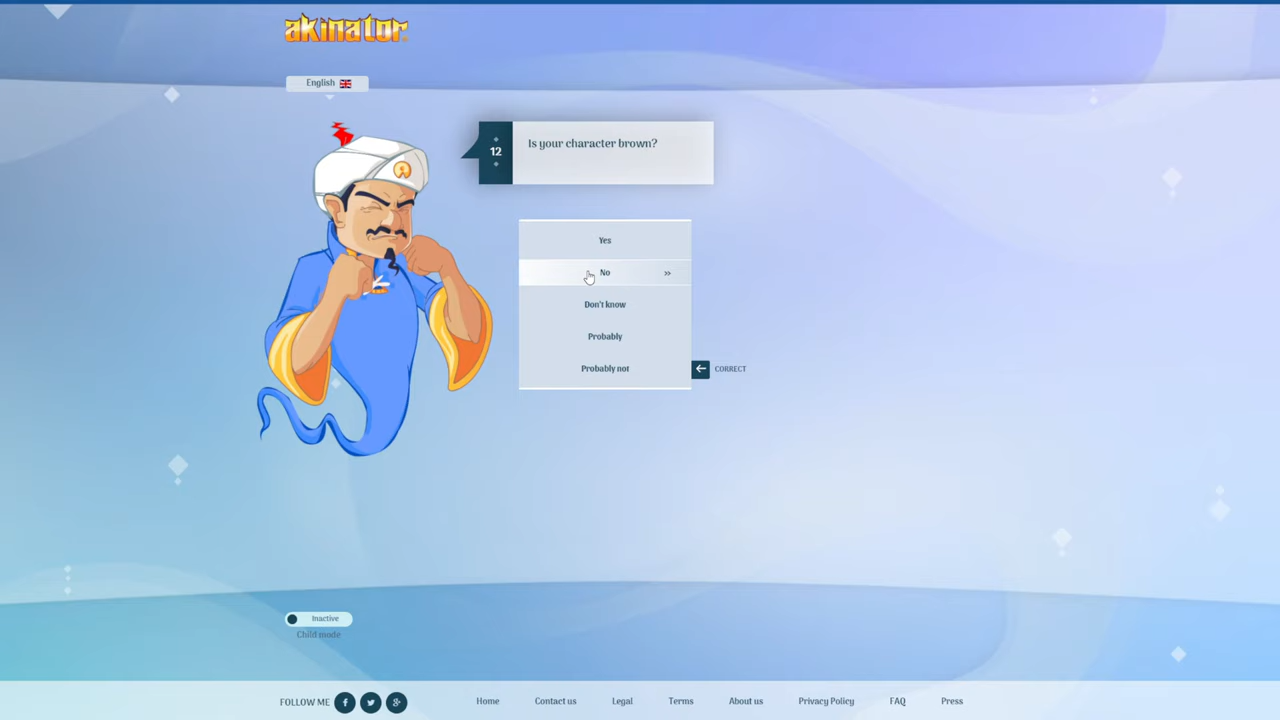 akinator
English
12
Is your character brown?
Yes
No »
Don't know
Probably
Probably not
CORRECT
Inactive
Child mode
FOLLOW ME
Home
Contact us
Legal
Terms
About us
Privacy Policy
FAQ
Press